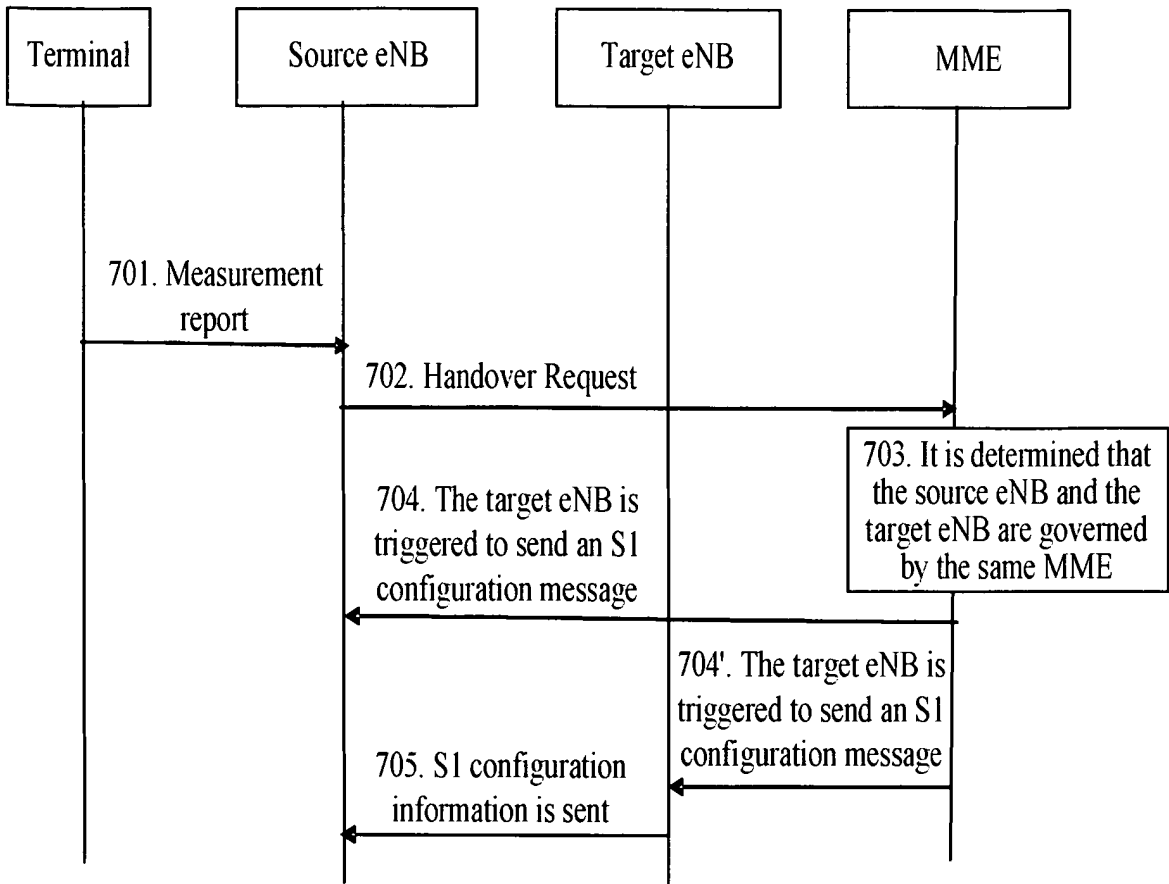 Terminal
Source eNB
Target eNB
MME
701. Measurement
report
702. Handover Request
703. It is determined that
the source eNB and the
target eNB are governed
by the same MME
704. The target eNB is
triggered to send an S1
configuration message
704'. The target eNB is
triggered to send an S1
configuration message
705. S1 configuration
information is sent